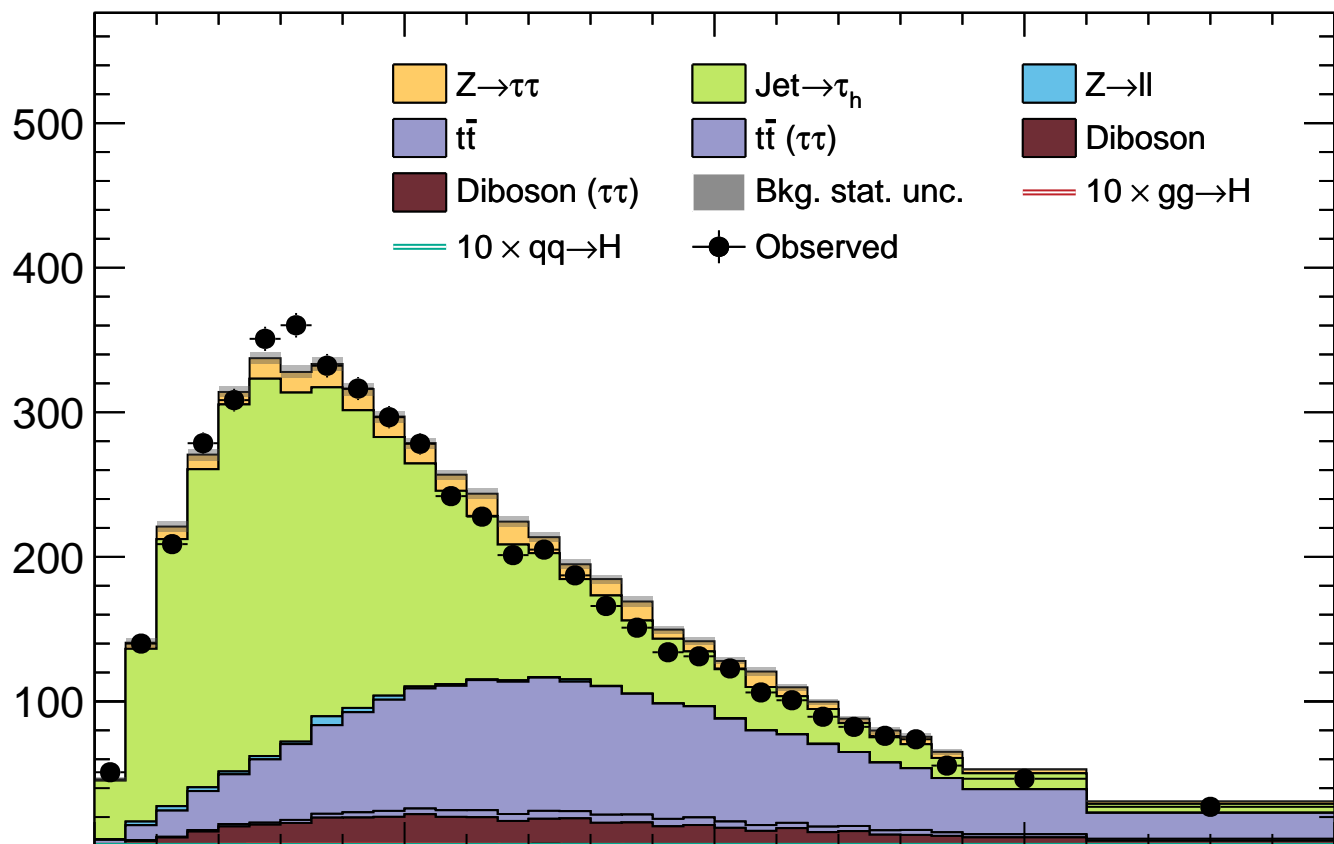 Z→ττ Jet→τh Z→ll
500
tt̄ tt̄ (ττ) Diboson
Diboson (ττ) Bkg. stat. unc. 10 × gg→H
10 × qq→H Observed
400
300
200
100